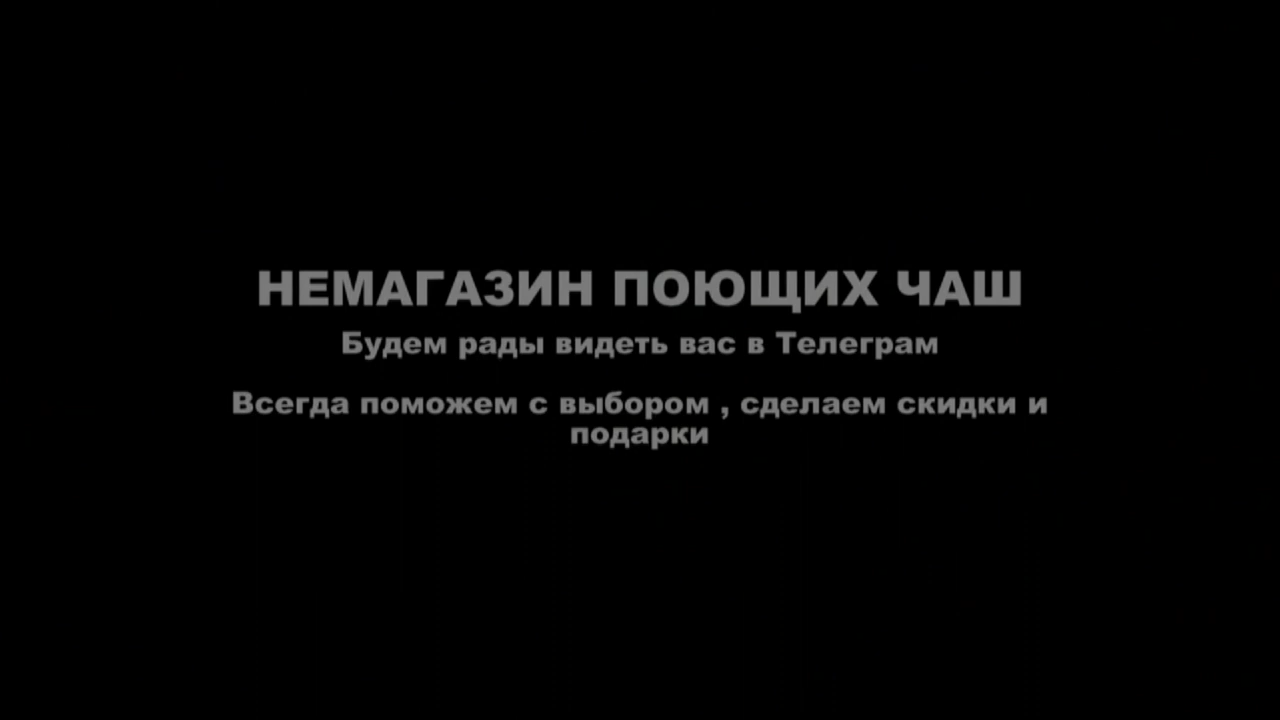 НЕМАГАЗИН ПОЮЩИХ ЧАШ
Будем рады видеть вас в Телеграм
Всегда поможем с выбором , сделаем скидки и
подарки